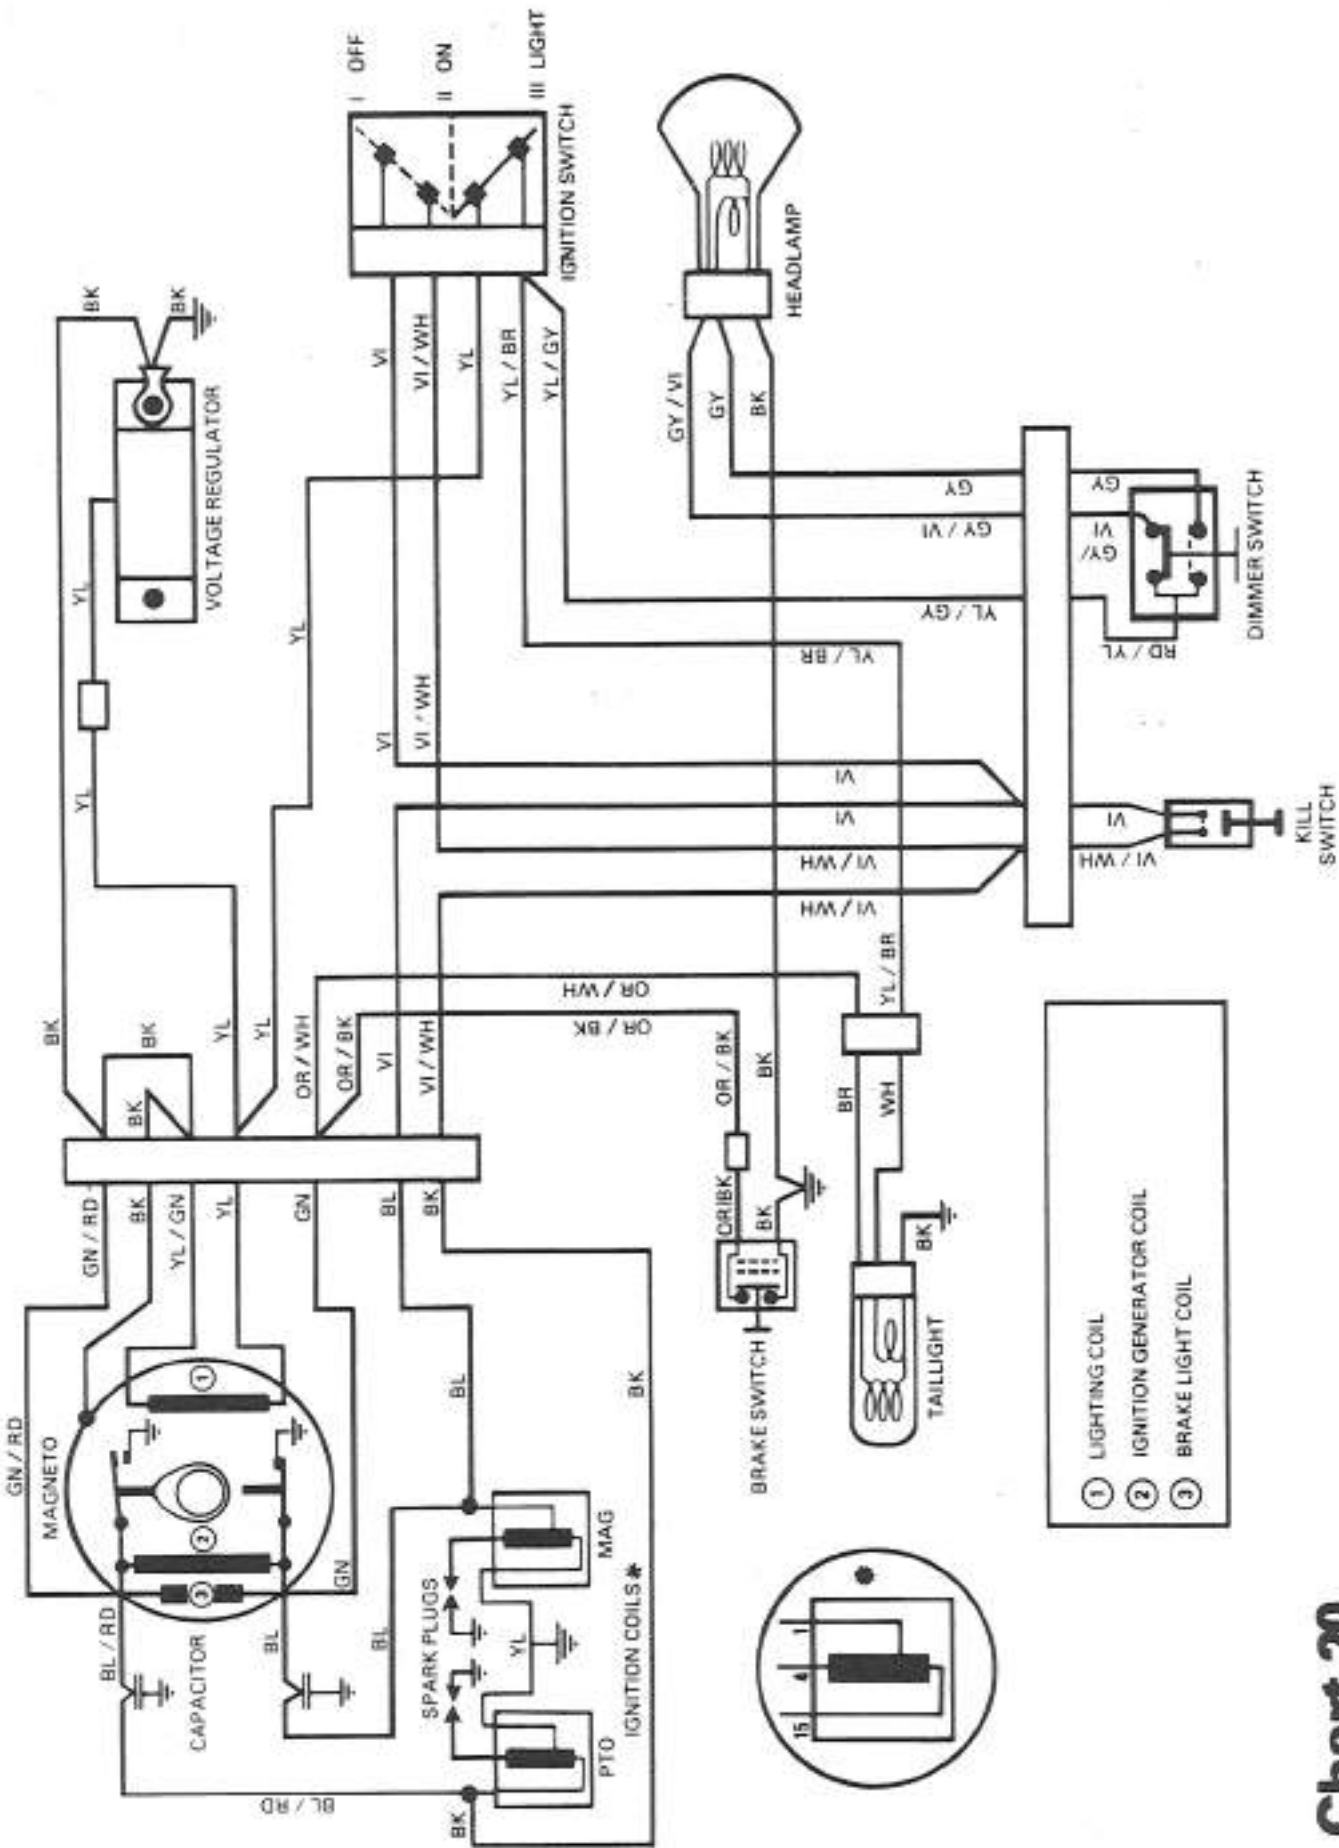 I OFF
II ON
III LIGHT
IGNITION SWITCH
BK
BK
VOLTAGE REGULATOR
YL
YL
VI
VI / WH
YL
YL / BR
YL / GY
YL
HEADLAMP
GY / VI
GY
BK
GY
GY / VI
YL / GY
YL / BR
GY
VI
GY/
RD / YL
DIMMER SWITCH
VI
VI / WH
VI
VI
VI / WH
VI / WH
VI
VI / WH
KILL
SWITCH
BK
BK
BK
YL
YL
OR / WH
OR / BK
VI
VI / WH
OR / WH
OR / BK
OR / BK
BK
YL / BR
BR
WH
GN / RD
BK
YL / GN
YL
GN
BL
BK
OR/BK
BK
BK
BRAKE SWITCH
TAILLIGHT
GN / RD
MAGNETO
1
2
3
GN
BL / RD
BL
CAPACITOR
BL
BL
BK
SPARK PLUGS
YL
MAG
PTO
IGNITION COILS*
BL / RD
BK
15
4
1
1 LIGHTING COIL
2 IGNITION GENERATOR COIL
3 BRAKE LIGHT COIL
Chart 20